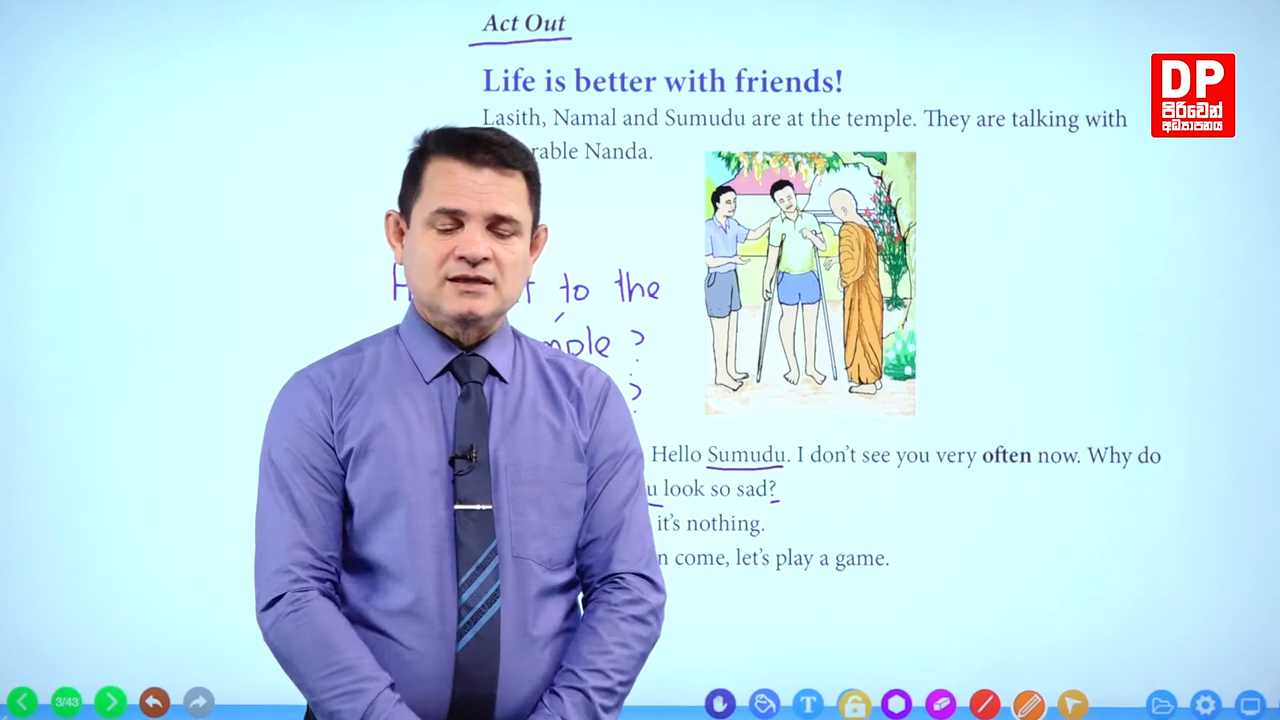 Act Out
Life is better with friends!
DP
පිරිවෙන්
අධ්‍යාපනය
Lasith, Namal and Sumudu are at the temple. They are talking with
Nanda.
to the
?
?
Hello Sumudu. I don't see you very often now. Why do
look so sad?
it's nothing.
come, let's play a game.
3/43
T